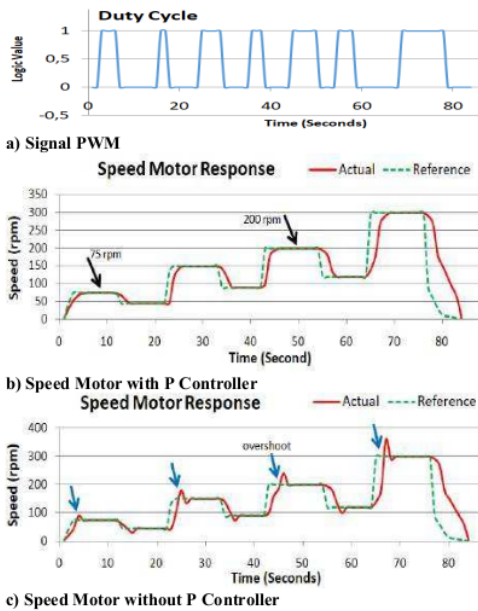 Duty Cycle
Logic Value
1
0,5
0
-0,5
0
20
40
60
80
Time (Seconds)
a) Signal PWM
Speed Motor Response
Actual
Reference
Speed (rpm)
350
300
250
200
150
100
50
0
75 rpm
200 rpm
0
10
20
30
40
50
60
70
80
Time (Second)
b) Speed Motor with P Controller
Speed Motor Response
Actual
Reference
Speed (rpm)
400
300
200
100
0
overshoot
0
10
20
30
40
50
60
70
80
Time (Seconds)
c) Speed Motor without P Controller